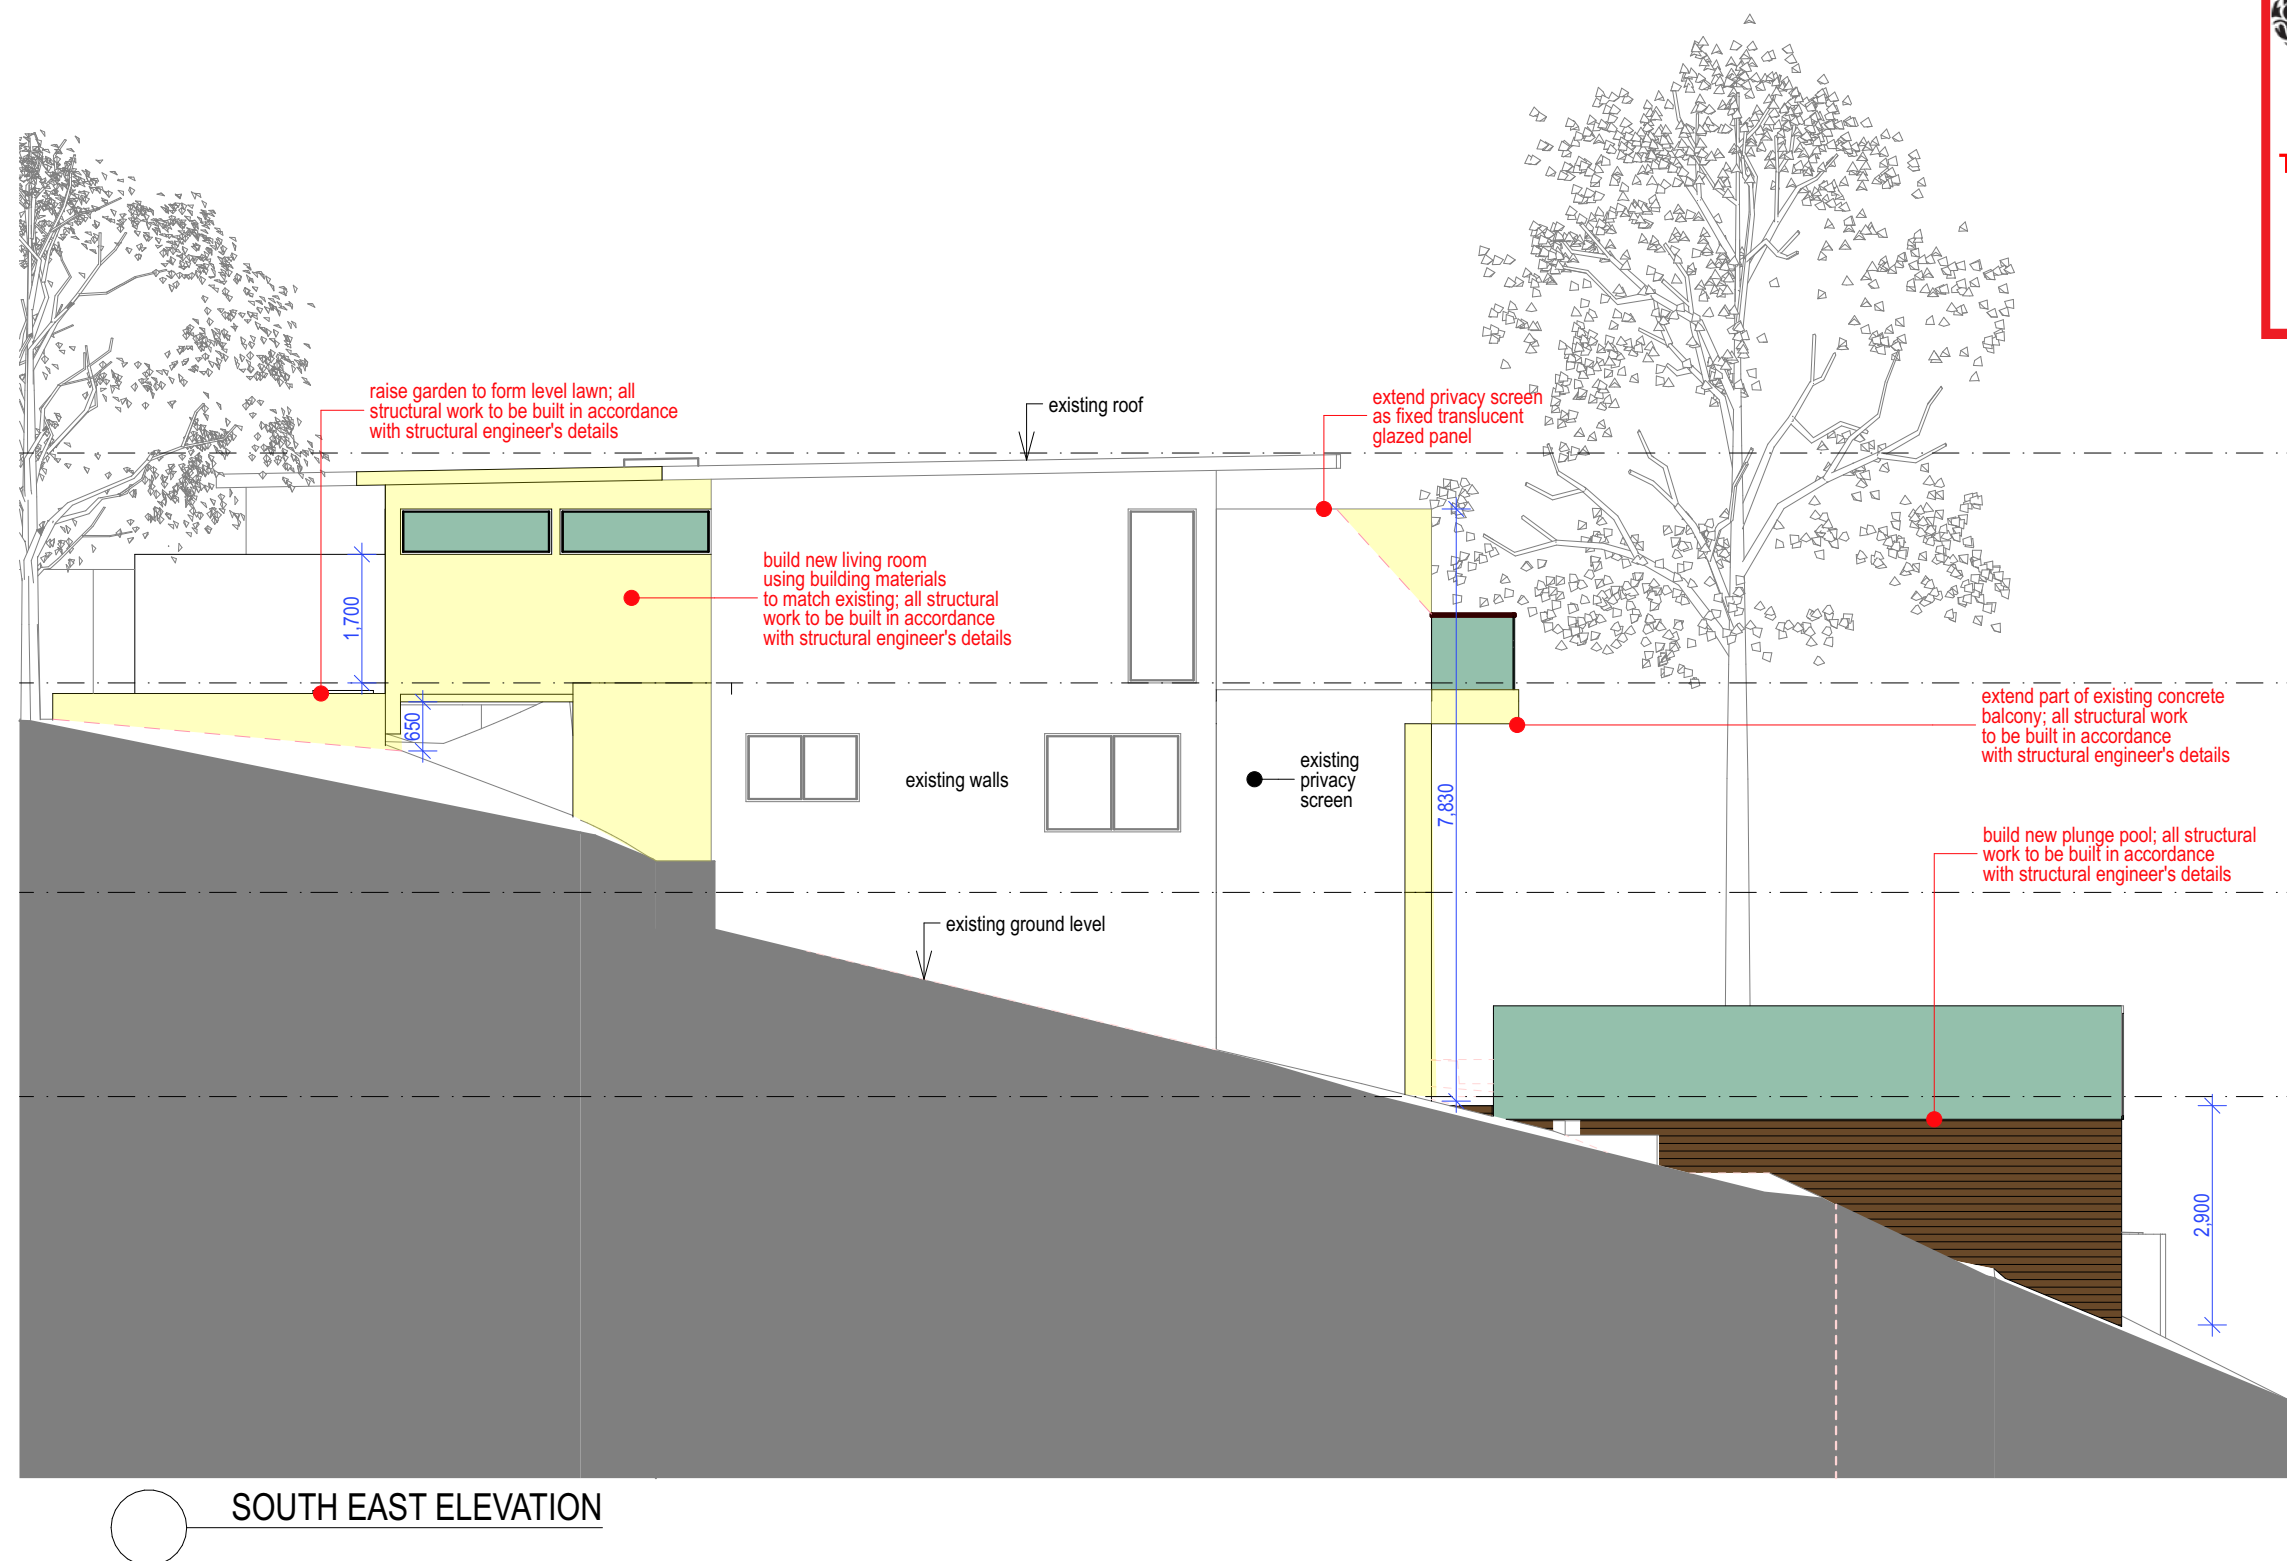 raise garden to form level lawn; all
structural work to be built in accordance
with structural engineer's details
existing roof
extend privacy screen
as fixed translucent
glazed panel
build new living room
using building materials
to match existing; all structural
work to be built in accordance
with structural engineer's details
1,700
650
existing walls
existing
privacy
screen
7,830
extend part of existing concrete
balcony; all structural work
to be built in accordance
with structural engineer's details
build new plunge pool; all structural
work to be built in accordance
with structural engineer's details
existing ground level
2,900
SOUTH EAST ELEVATION